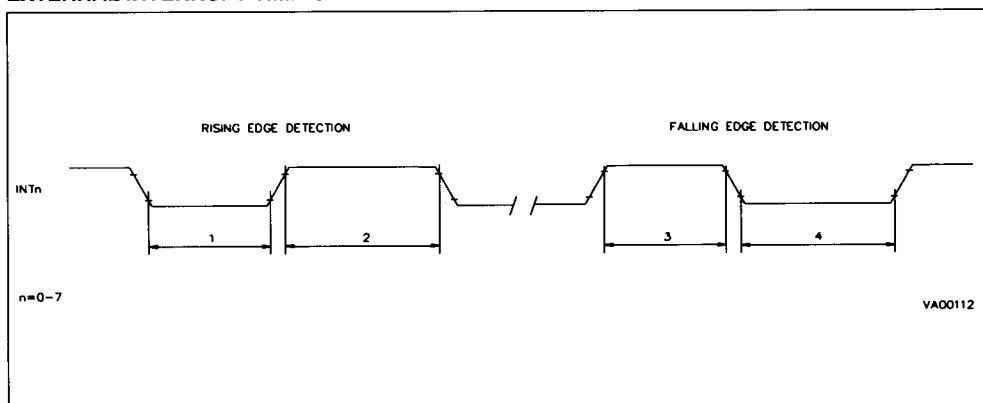 RISING EDGE DETECTION
FALLING EDGE DETECTION
INTn
1
2
3
4
n=0-7
VA00112